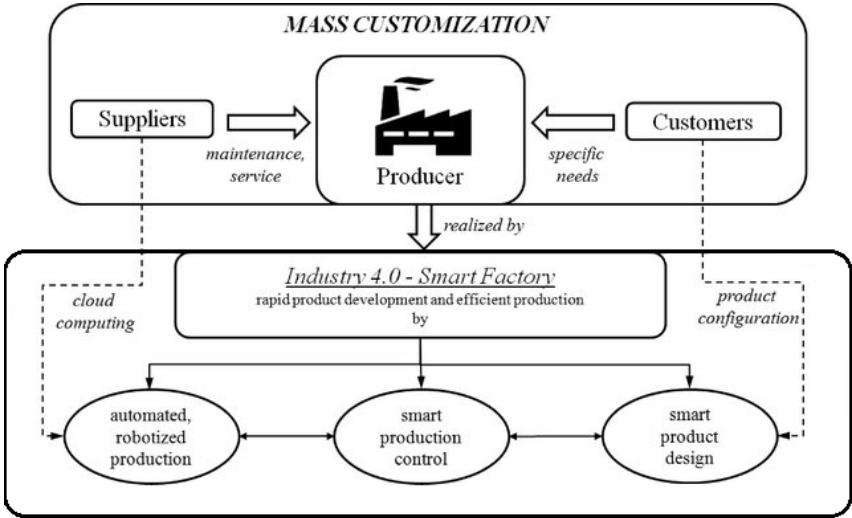 MASS CUSTOMIZATION
Suppliers
maintenance,
service
Producer
specific
needs
Customers
realized by
Industry 4.0 - Smart Factory
rapid product development and efficient production
by
cloud
computing
product
configuration
automated,
robotized
production
smart
production
control
smart
product
design